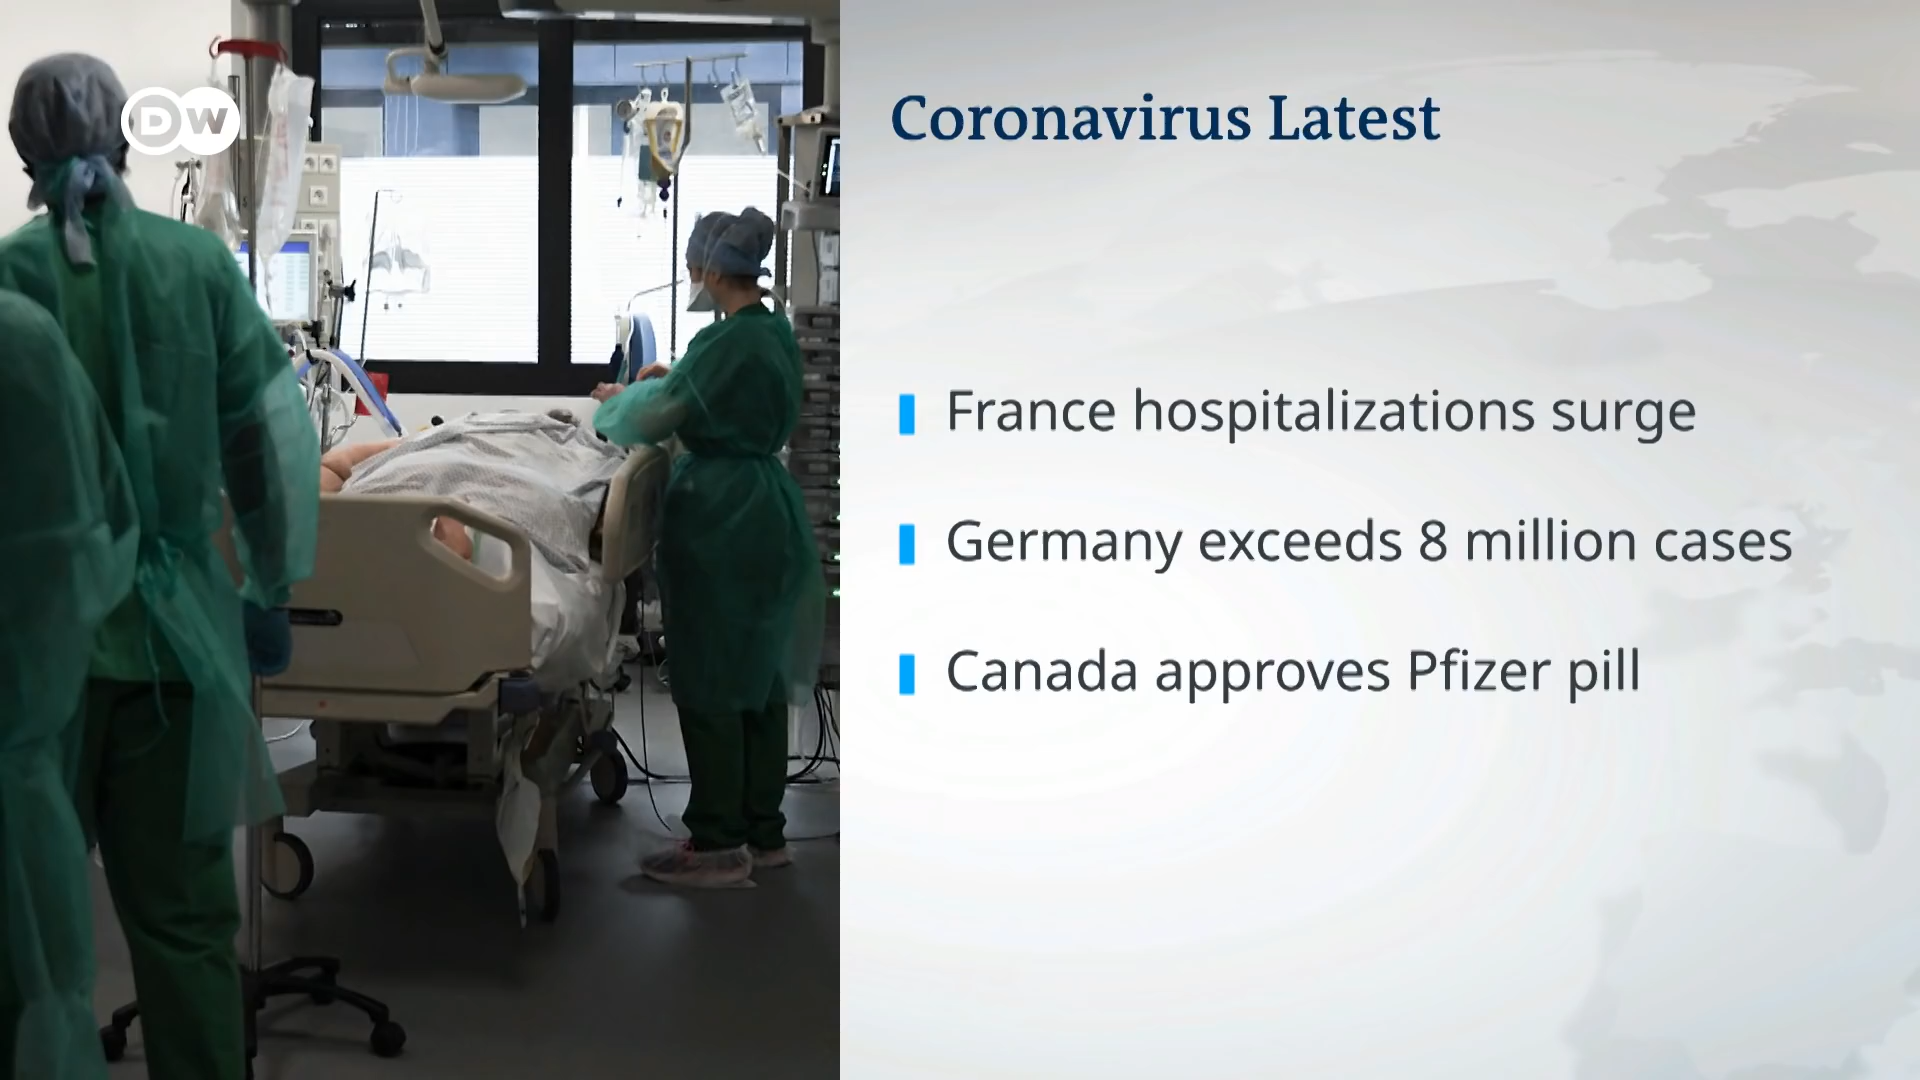 DW
Coronavirus Latest
France hospitalizations surge
Germany exceeds 8 million cases
Canada approves Pfizer pill